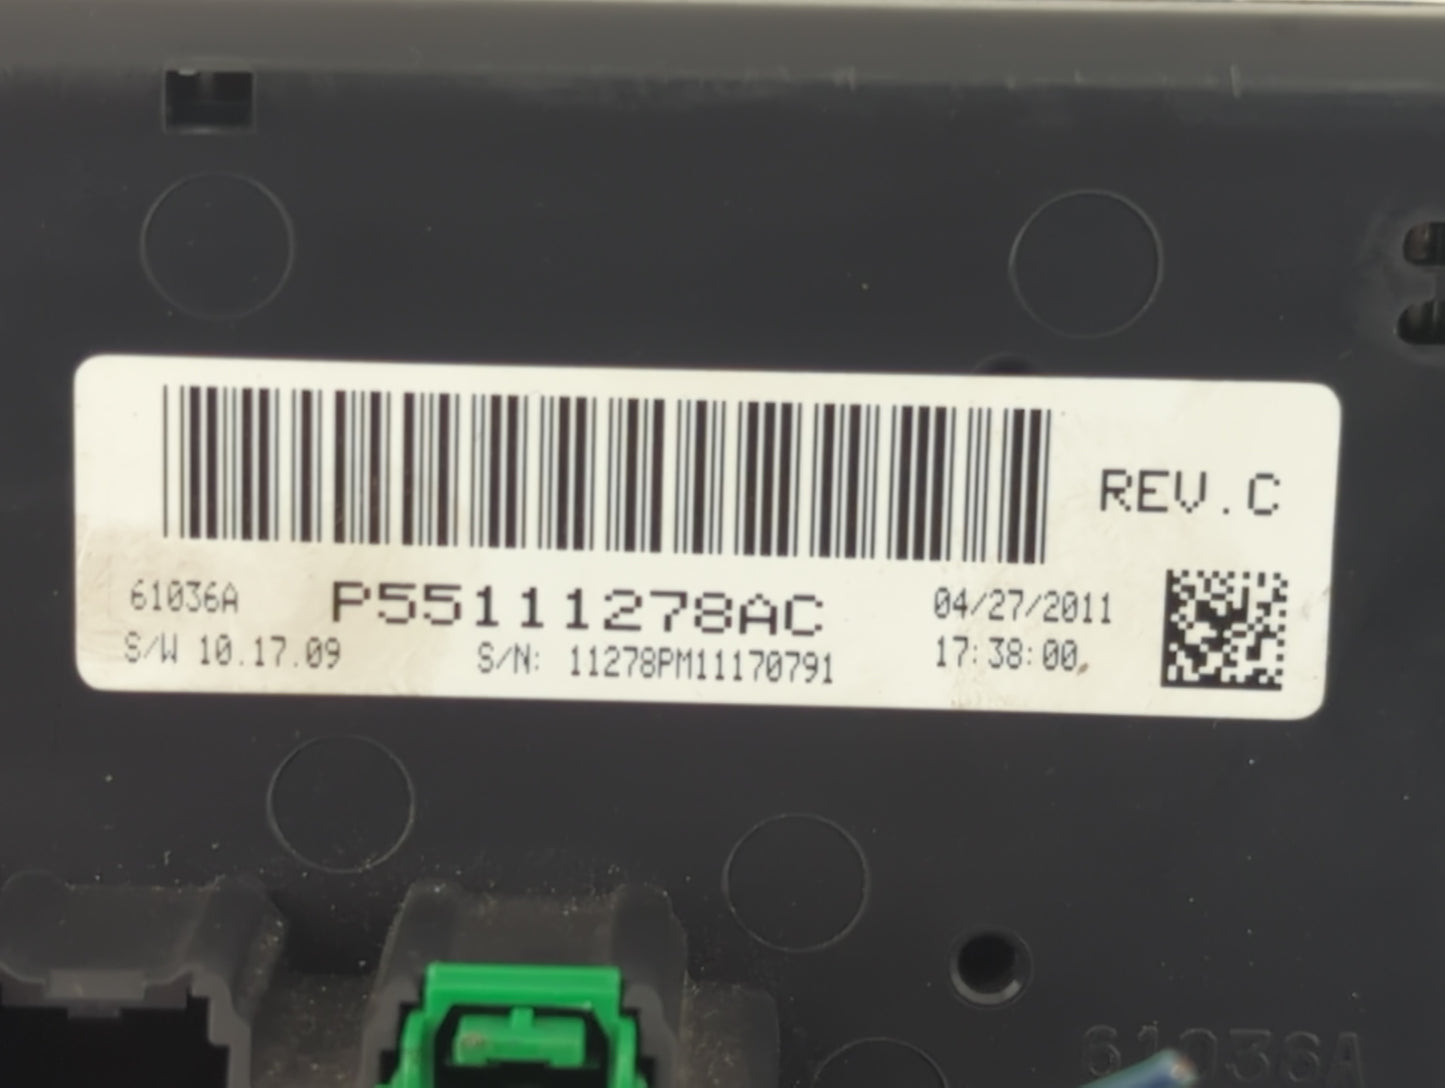 REV.C
61036A P55111278AC 04/27/2011
S/W 10.17.09 S/N: 11278PM11170791 17:38:00
61036A